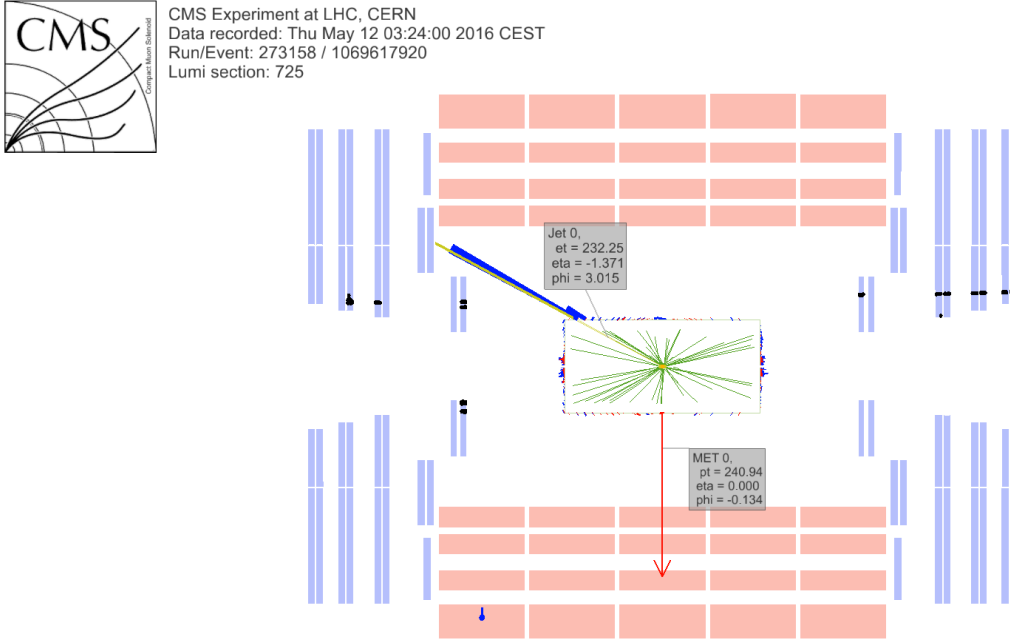 CMS
Compact Muon Solenoid
CMS Experiment at LHC, CERN
Data recorded: Thu May 12 03:24:00 2016 CEST
Run/Event: 273158 / 1069617920
Lumi section: 725
Jet 0,
et = 232.25
eta = -1.371
phi = 3.015
MET 0,
pt = 240.94
eta = 0.000
phi = -0.134